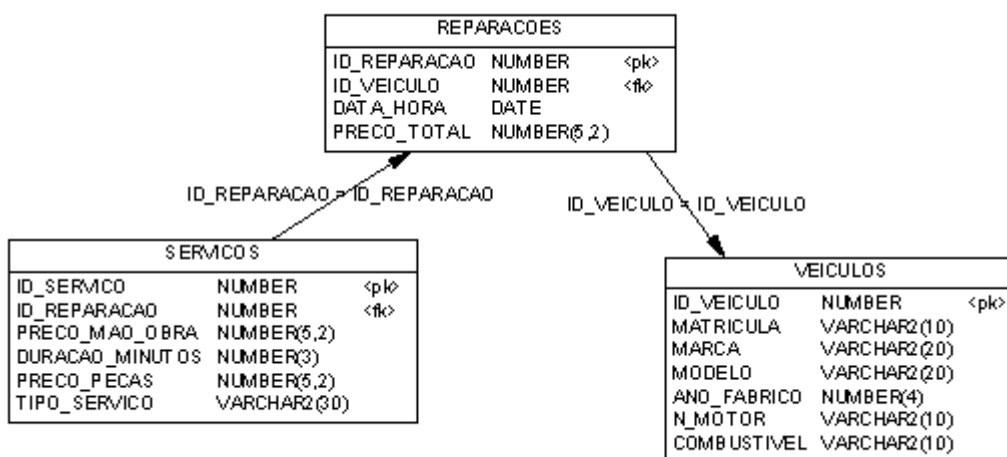 REPARACOES
ID_REPARACAO NUMBER <pk>
ID_VEICULO NUMBER <fk>
DATA_HORA DATE
PRECO_TOTAL NUMBER(5,2)
ID_REPARACAO = ID_REPARACAO
ID_VEICULO = ID_VEICULO
SERVICOS
ID_SERVICO NUMBER <pk>
ID_REPARACAO NUMBER <fk>
PRECO_MAO_OBRA NUMBER(5,2)
DURACAO_MINUTOS NUMBER(3)
PRECO_PECAS NUMBER(5,2)
TIPO_SERVICO VARCHAR2(30)
VEICULOS
ID_VEICULO NUMBER <pk>
MATRICULA VARCHAR2(10)
MARCA VARCHAR2(20)
MODELO VARCHAR2(20)
ANO_FABRICO NUMBER(4)
N_MOTOR VARCHAR2(10)
COMBUSTIVEL VARCHAR2(10)